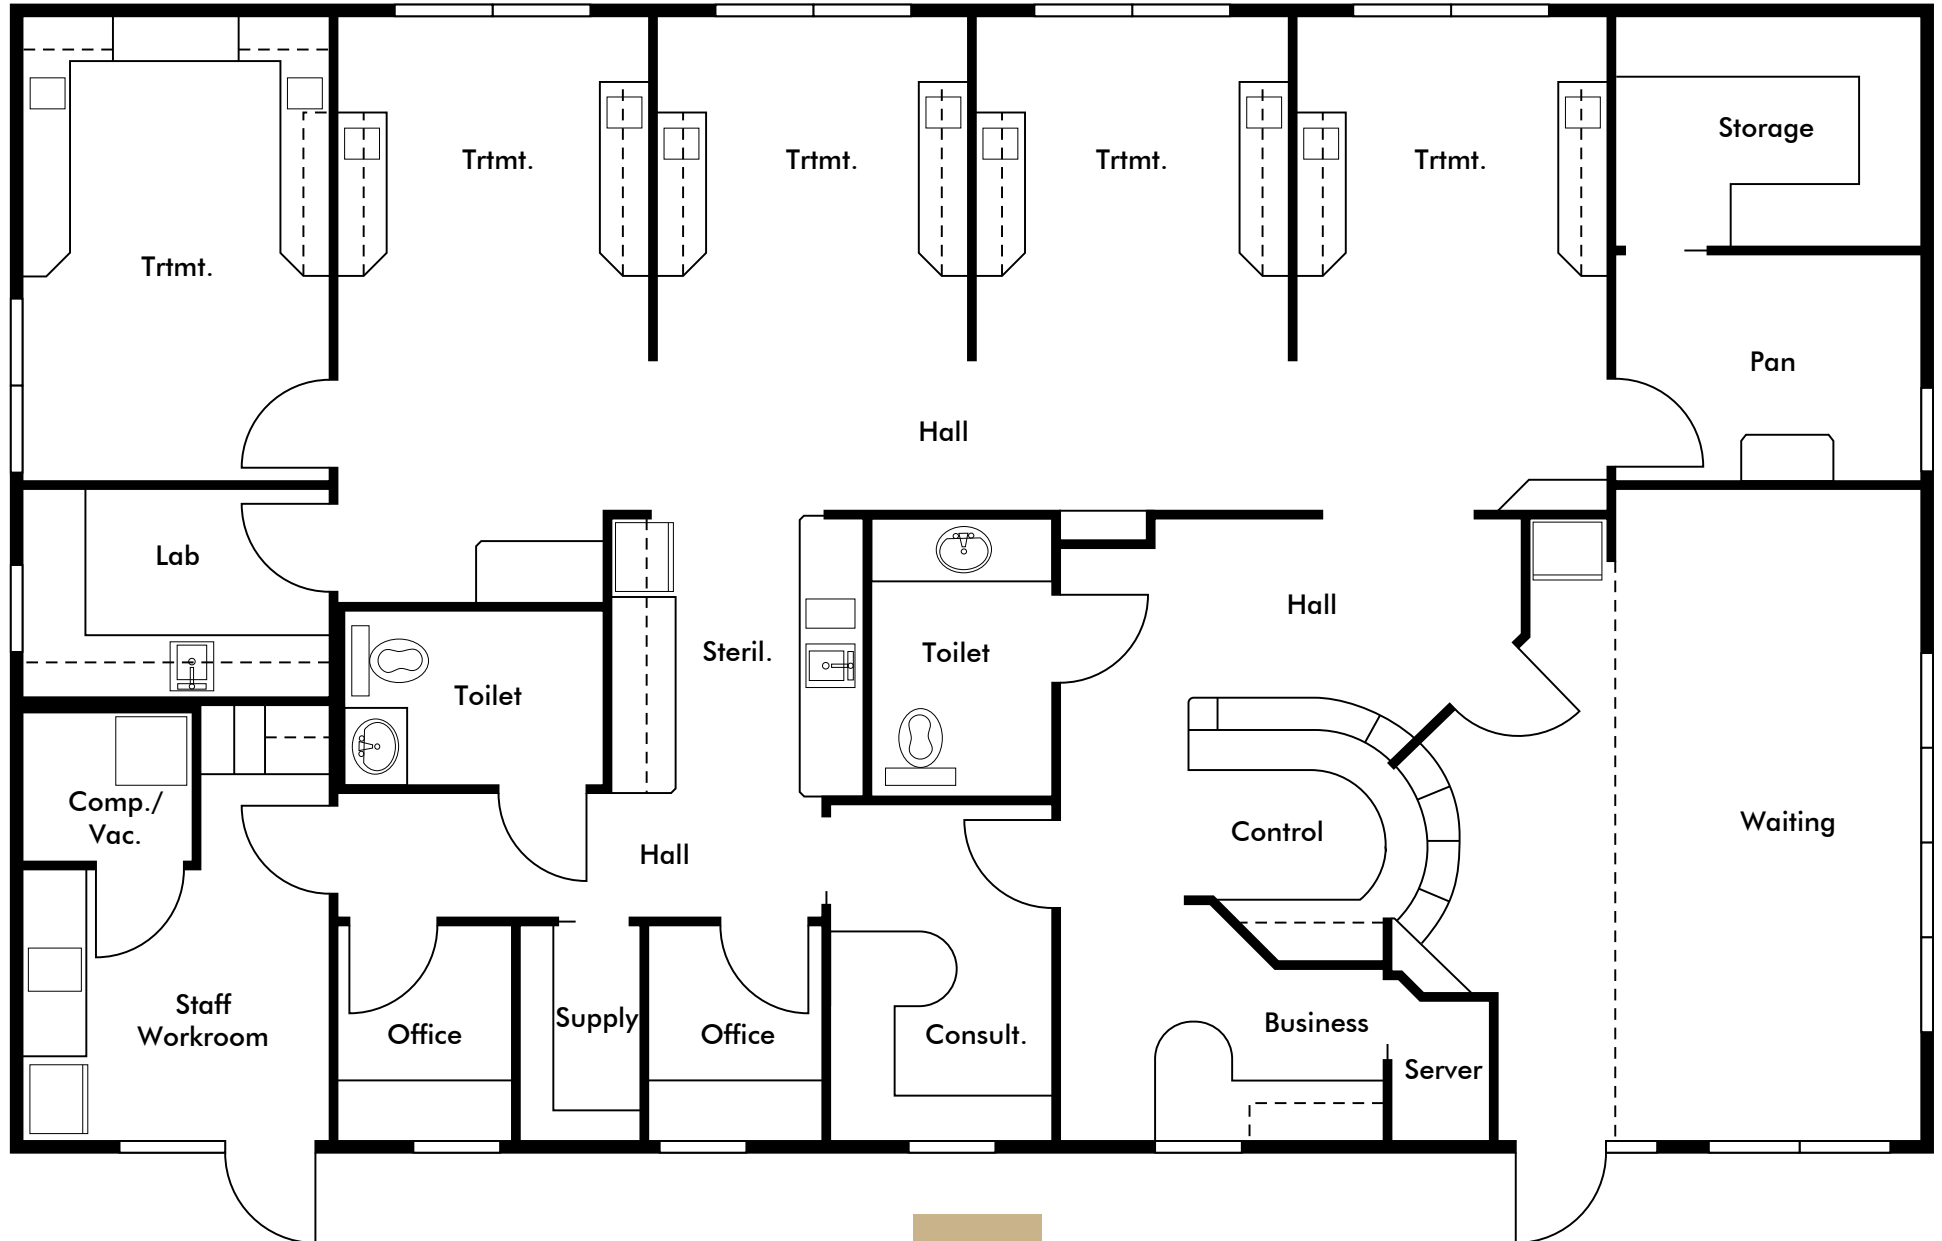 Storage
Trtmt.
Trtmt.
Trtmt.
Trtmt.
Trtmt.
Pan
Hall
Lab
Hall
Steril.
Toilet
Toilet
Comp./
Vac.
Control
Waiting
Hall
Staff
Workroom
Office
Supply
Office
Consult.
Business
Server